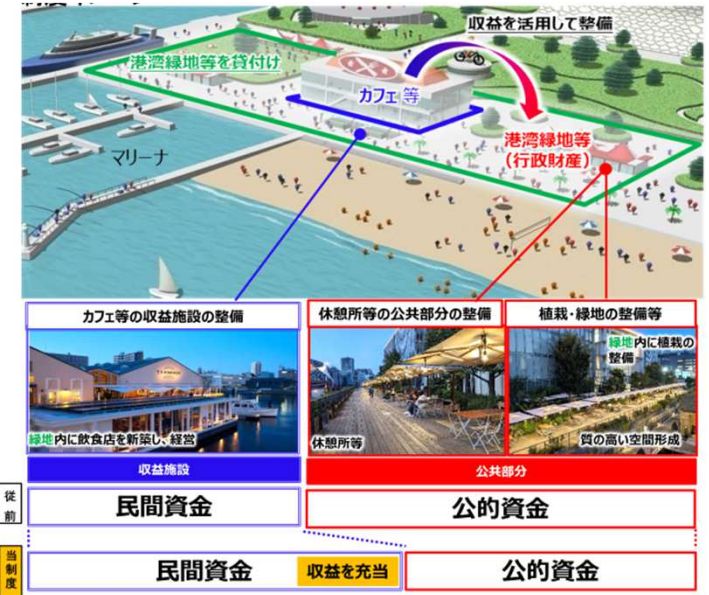 収益を活用して整備
港湾緑地等を貸付け
カフェ 等
港湾緑地等
（行政財産）
マリーナ
カフェ等の収益施設の整備
休憩所等の公共部分の整備
植栽・緑地の整備等
緑地内に植栽の
整備
緑地内に飲食店を新築し、経営
休憩所等
質の高い空間形成
収益施設
公共部分
従前
民間資金
公的資金
当制度
民間資金
収益を充当
公的資金